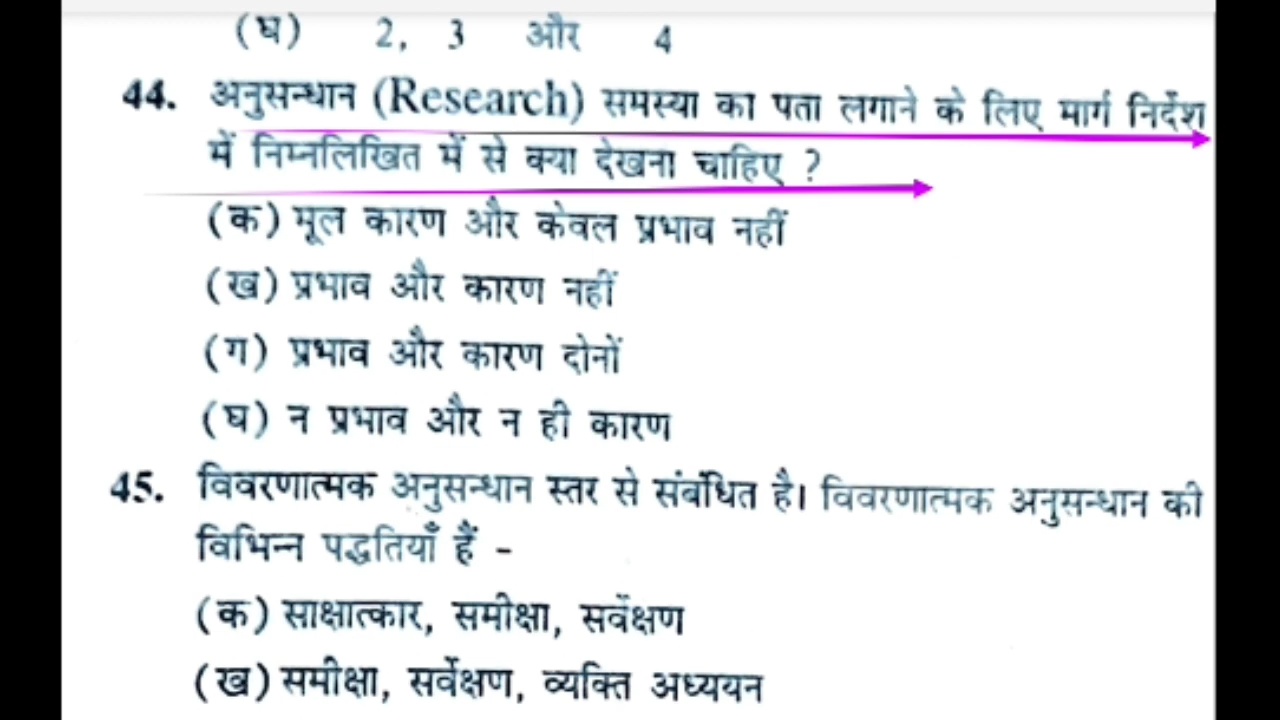 (घ) 2, 3 और 4
44. अनुसन्धान (Research) समस्या का पता लगाने के लिए मार्ग निर्देश
में निम्नलिखित में से क्या देखना चाहिए ?
(क) मूल कारण और केवल प्रभाव नहीं
(ख) प्रभाव और कारण नहीं
(ग) प्रभाव और कारण दोनों
(घ) न प्रभाव और न ही कारण
45. विवरणात्मक अनुसन्धान स्तर से संबंधित है। विवरणात्मक अनुसन्धान की
विभिन्न पद्धतियाँ हैं -
(क) साक्षात्कार, समीक्षा, सर्वेक्षण
(ख) समीक्षा, सर्वेक्षण, व्यक्ति अध्ययन